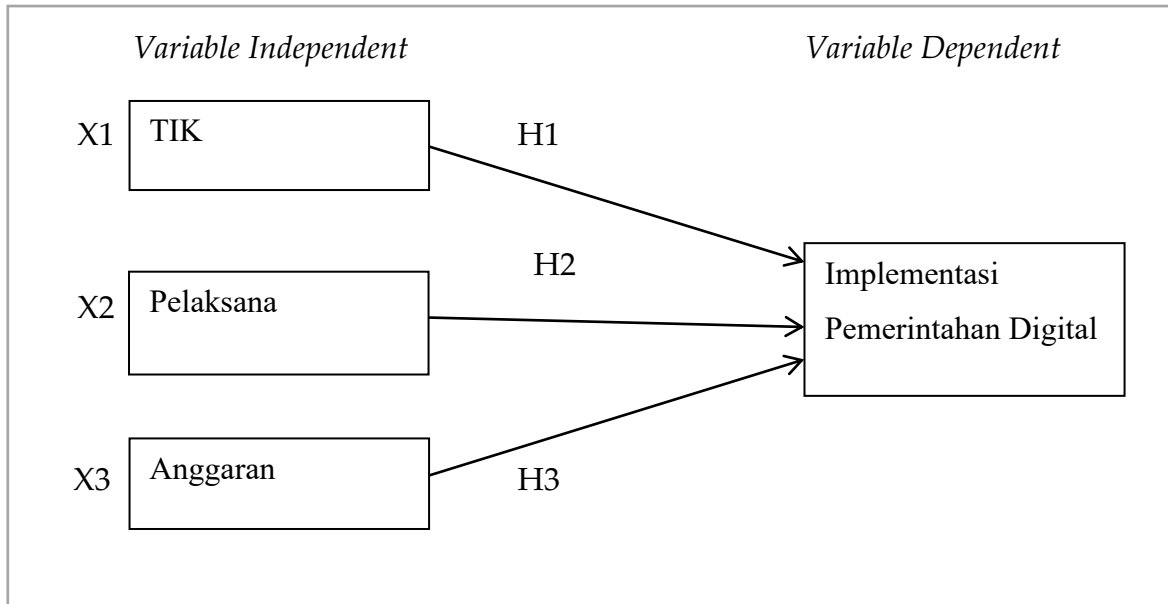 Variable Independent
Variable Dependent
X1
TIK
H1
X2
Pelaksana
H2
X3
Anggaran
H3
Implementasi
Pemerintahan Digital